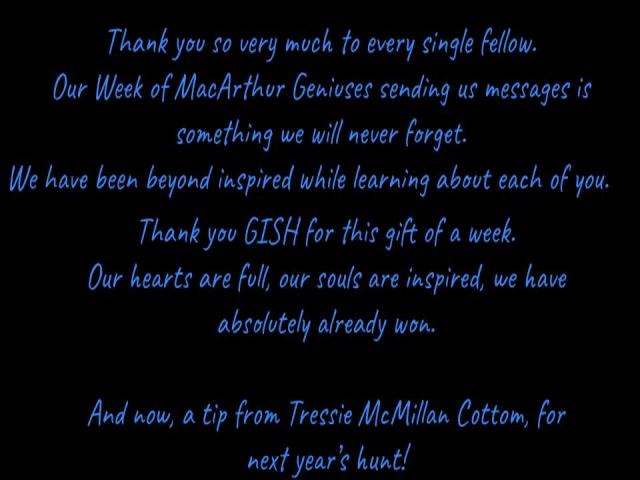 Thank you so very much to every single fellow.
Our Week of MacArthur Geniuses sending us messages is
something we will never forget.
We have been beyond inspired while learning about each of you.
Thank you GISH for this gift of a week.
Our hearts are full, our souls are inspired, we have
absolutely already won.
And now, a tip from Tressie McMillan Cottom, for
next year's hunt!